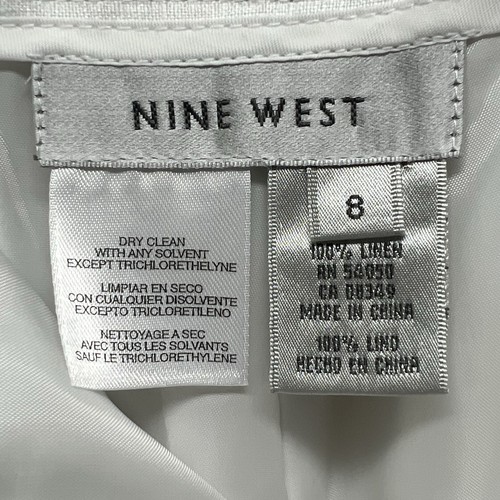 NINE WEST
DRY CLEAN
WITH ANY SOLVENT
EXCEPT TRICHLORETHELYNE
LIMPIAR EN SECO
CON CUALQUIER DISOLVENTE
EXCEPTO TRICLORETILENO
NETTOYAGE A SEC
AVEC TOUS LES SOLVANTS
SAUF LE TRICHLORETHYLENE
8
100% LINEN
RN 54050
CA 08349
MADE IN CHINA
100% LINO
HECHO EN CHINA